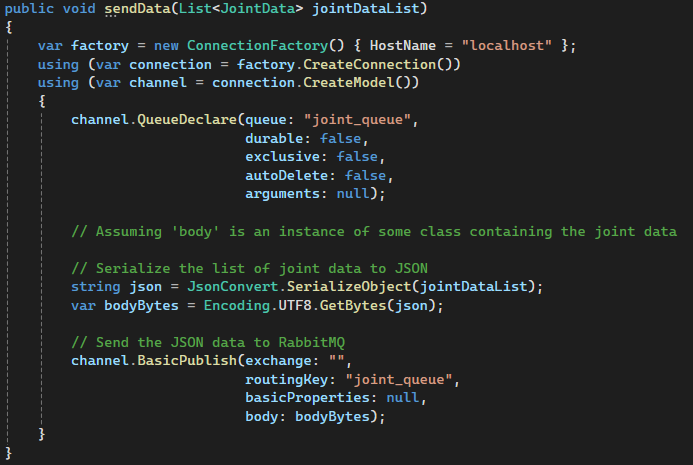 public void sendData(List<JointData> jointDataList)
{
    var factory = new ConnectionFactory() { HostName = "localhost" };
    using (var connection = factory.CreateConnection())
    using (var channel = connection.CreateModel())
    {
        channel.QueueDeclare(queue: "joint_queue",
                             durable: false,
                             exclusive: false,
                             autoDelete: false,
                             arguments: null);

        // Assuming 'body' is an instance of some class containing the joint data

        // Serialize the list of joint data to JSON
        string json = JsonConvert.SerializeObject(jointDataList);
        var bodyBytes = Encoding.UTF8.GetBytes(json);

        // Send the JSON data to RabbitMQ
        channel.BasicPublish(exchange: "",
                             routingKey: "joint_queue",
                             basicProperties: null,
                             body: bodyBytes);
    }
}